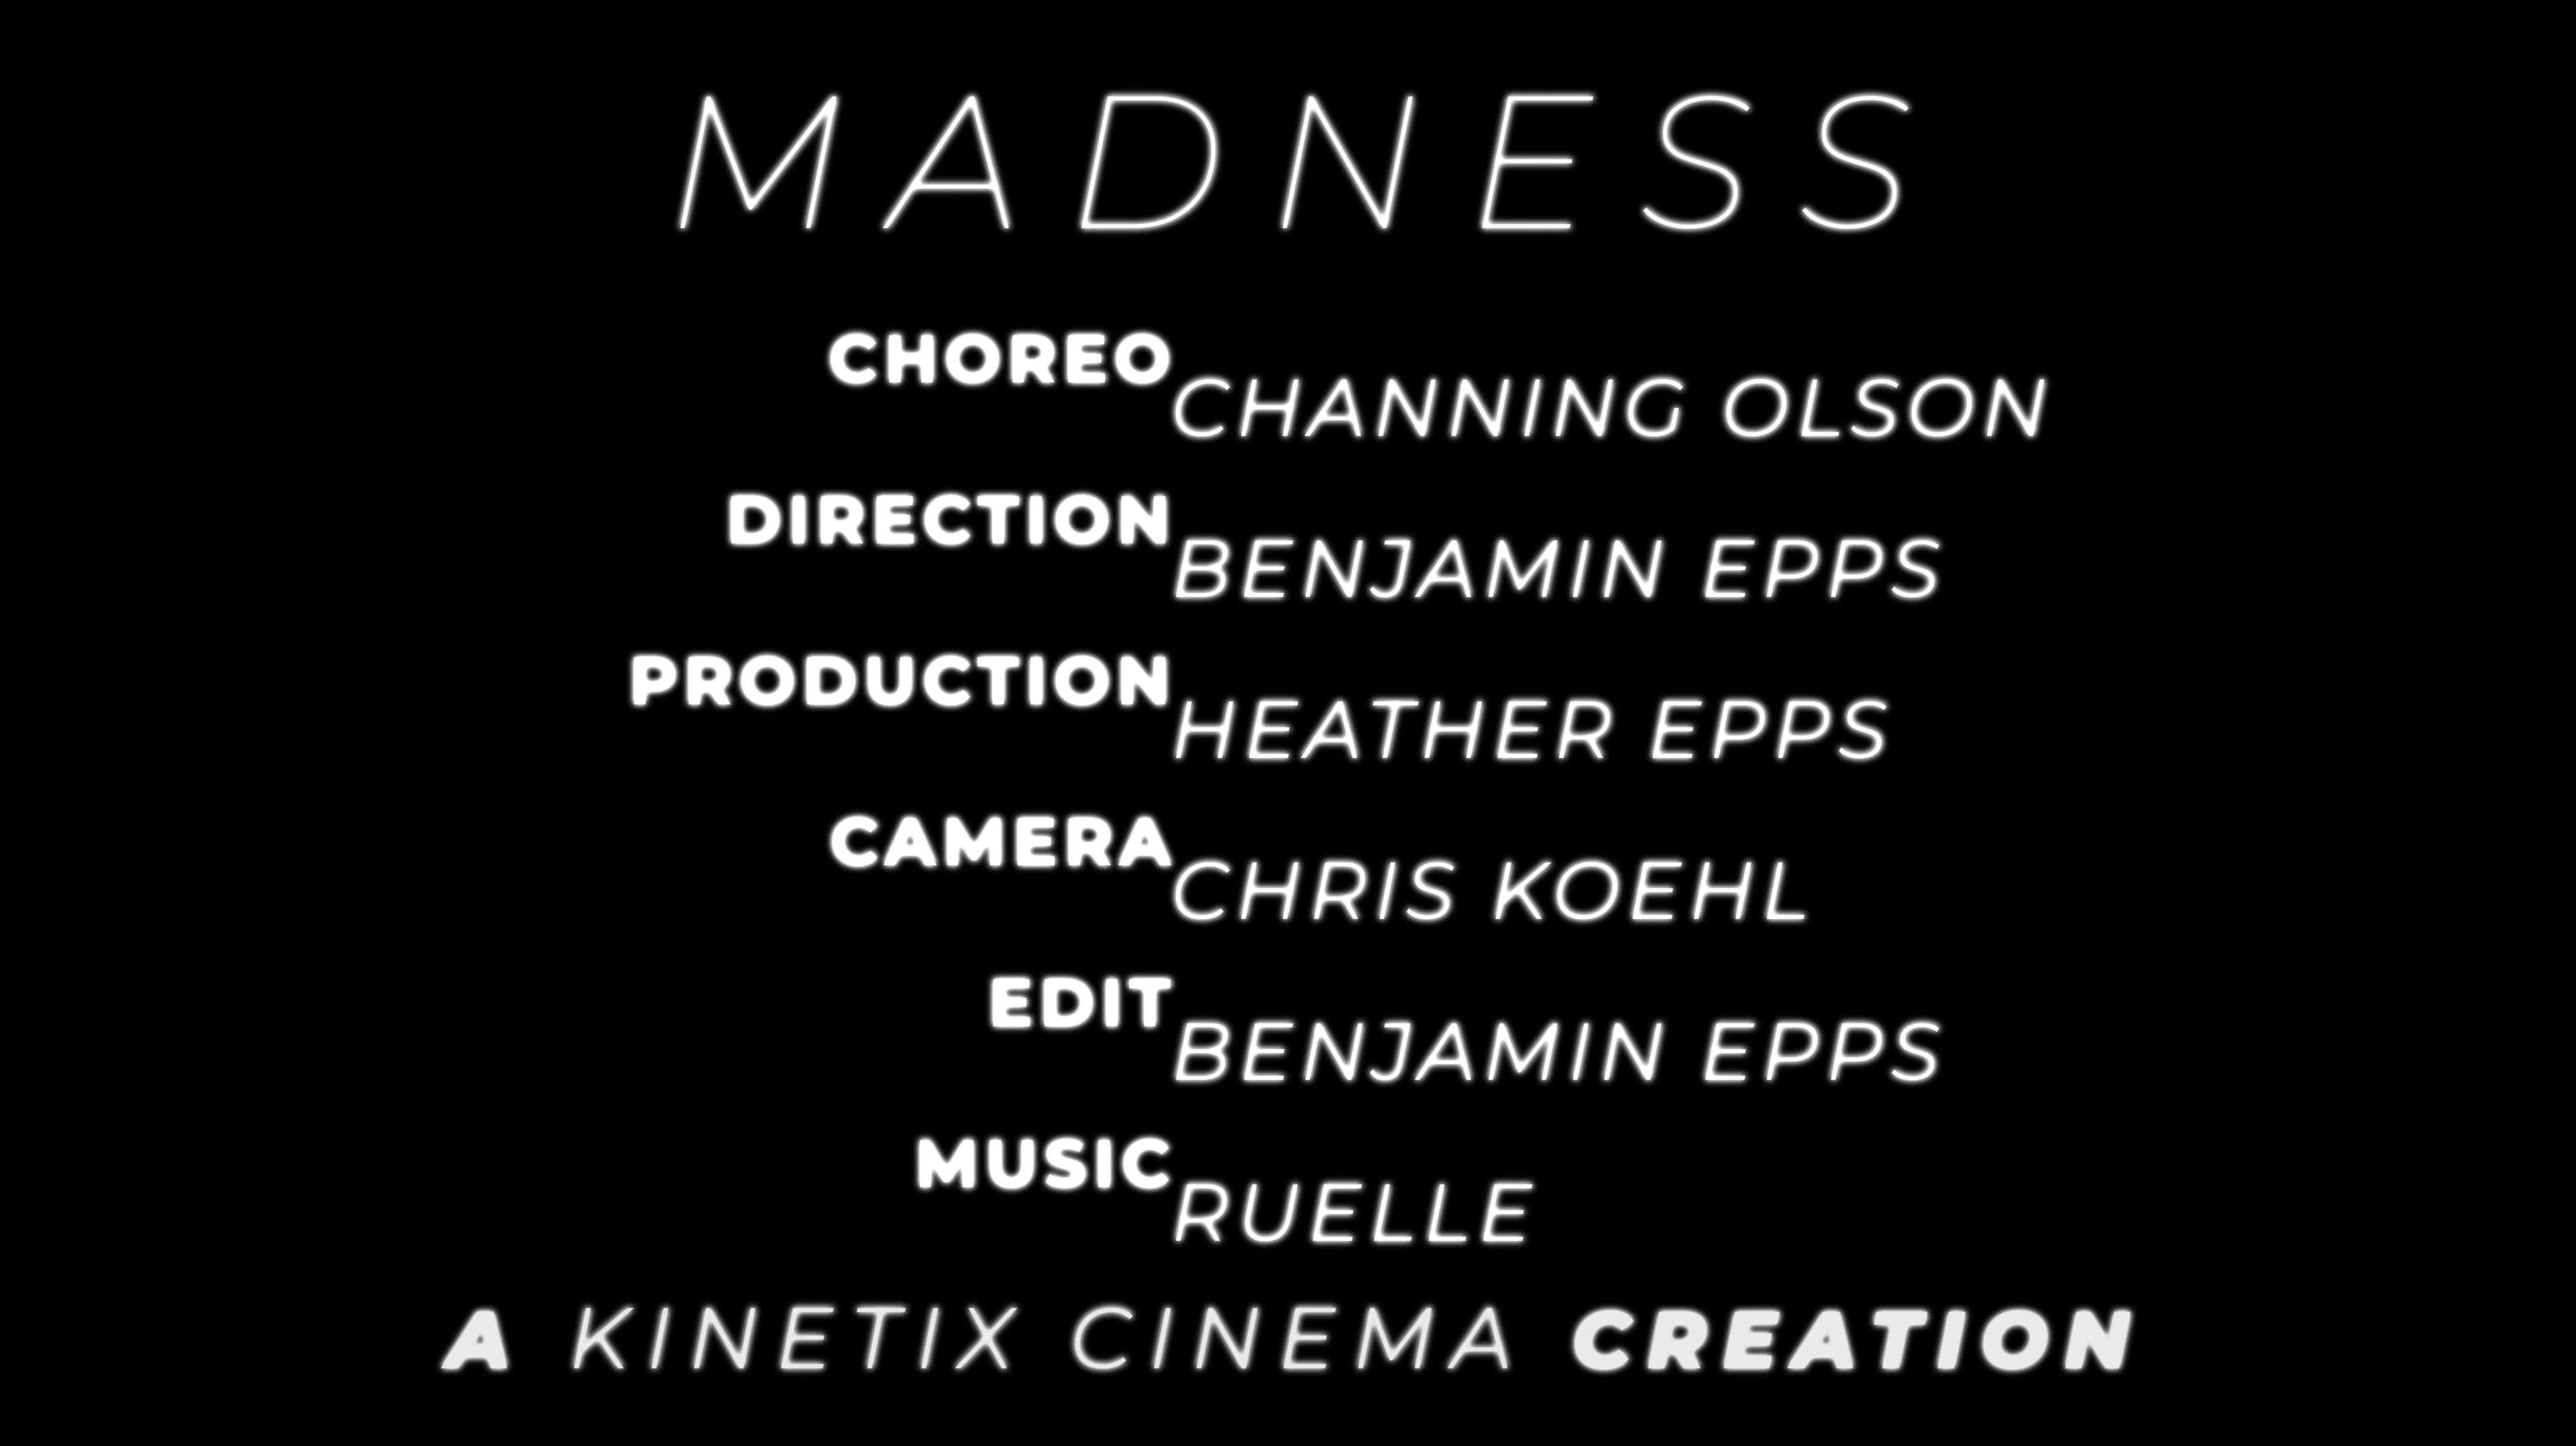 MADNESS
CHOREO
CHANNING OLSON
DIRECTION
BENJAMIN EPPS
PRODUCTION
HEATHER EPPS
CAMERA
CHRIS KOEHL
EDIT
BENJAMIN EPPS
MUSIC
RUELLE
A KINETIX CINEMA CREATION